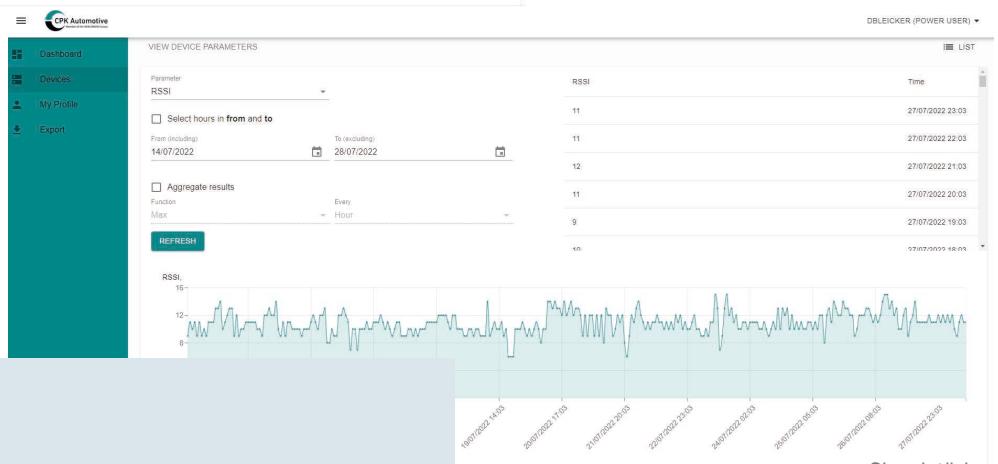 CPK Automotive
DBLEICKER (POWER USER)
Dashboard
Devices
My Profile
Export
VIEW DEVICE PARAMETERS
LIST
Parameter
RSSI
Select hours in from and to
From (including)
14/07/2022
To (excluding)
28/07/2022
Aggregate results
Function
Max
Every
Hour
REFRESH
RSSI Time
11 27/07/2022 23:03
11 27/07/2022 22:03
12 27/07/2022 21:03
11 27/07/2022 20:03
9 27/07/2022 19:03
10 27/07/2022 18:03
RSSI,
16
12
8
19/07/2022 14:03
20/07/2022 17:03
21/07/2022 20:03
22/07/2022 23:03
24/07/2022 02:03
25/07/2022 05:03
26/07/2022 08:03
27/07/2022 23:03